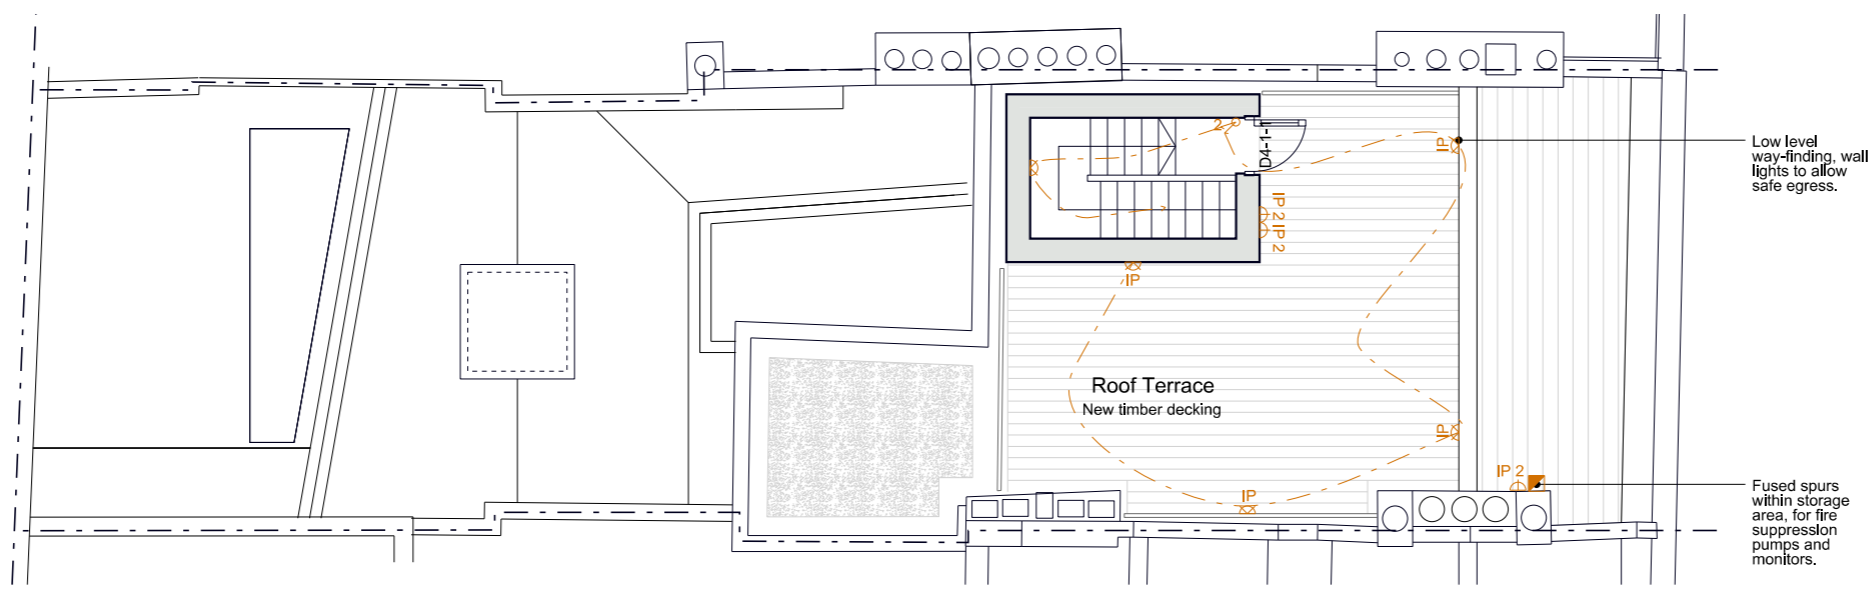 2
D4-1-1
IP
Low level
way-finding, wall
lights to allow
safe egress.
IP 2
IP 2
IP
Roof Terrace
New timber decking
IP
IP 2
IP
Fused spurs
within storage
area, for fire
suppression
pumps and
monitors.